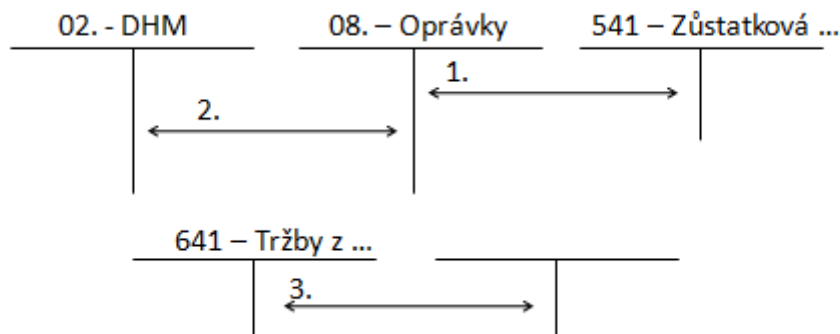 02. - DHM
08. – Oprávky
541 – Zůstatková ...
1.
2.
641 – Tržby z ...
3.